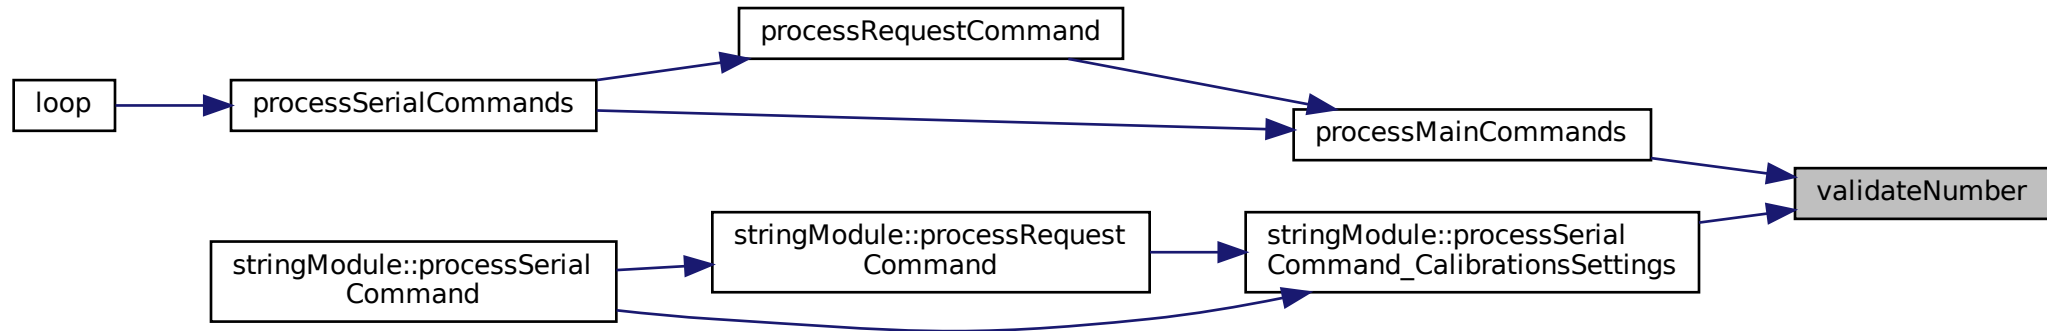 processRequestCommand
loop
processSerialCommands
processMainCommands
validateNumber
stringModule::processSerial
Command
stringModule::processRequest
Command
stringModule::processSerial
Command_CalibrationsSettings